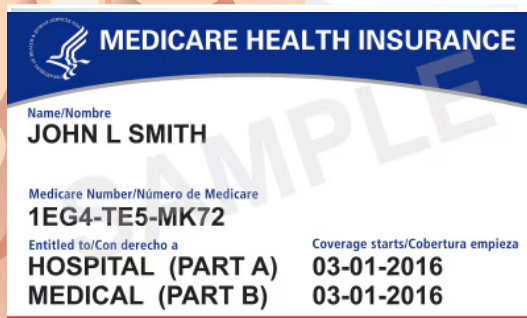 MEDICARE HEALTH INSURANCE
SAMPLE
Name/Nombre
JOHN L SMITH
Medicare Number/Número de Medicare
1EG4-TE5-MK72
Entitled to/Con derecho a Coverage starts/Cobertura empieza
HOSPITAL (PART A) 03-01-2016
MEDICAL (PART B) 03-01-2016